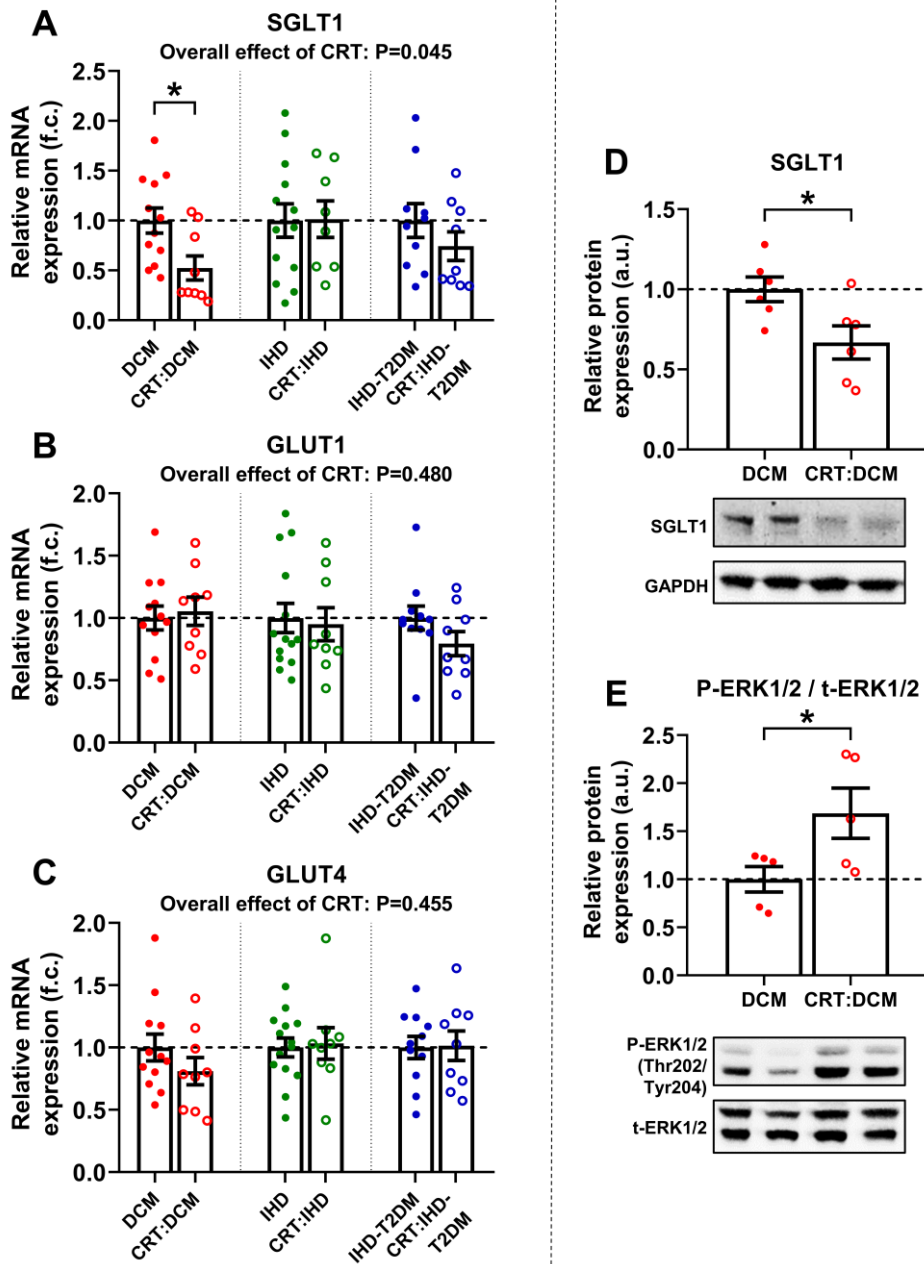 A
SGLT1
Overall effect of CRT: P=0.045
Relative mRNA
expression (f.c.)
2.5
2.0
1.5
1.0
0.5
0.0
*
DCM
CRT:DCM
IHD
CRT:IHD
IHD-T2DM
CRT:IHD-
T2DM
B
GLUT1
Overall effect of CRT: P=0.480
Relative mRNA
expression (f.c.)
2.0
1.5
1.0
0.5
0.0
DCM
CRT:DCM
IHD
CRT:IHD
IHD-T2DM
CRT:IHD-
T2DM
C
GLUT4
Overall effect of CRT: P=0.455
Relative mRNA
expression (f.c.)
2.0
1.5
1.0
0.5
0.0
DCM
CRT:DCM
IHD
CRT:IHD
IHD-T2DM
CRT:IHD-
T2DM
D
SGLT1
Relative protein
expression (a.u.)
1.5
1.0
0.5
0.0
*
DCM
CRT:DCM
SGLT1
GAPDH
E
P-ERK1/2 / t-ERK1/2
Relative protein
expression (a.u.)
2.5
2.0
1.5
1.0
0.5
0.0
*
DCM
CRT:DCM
P-ERK1/2
(Thr202/
Tyr204)
t-ERK1/2